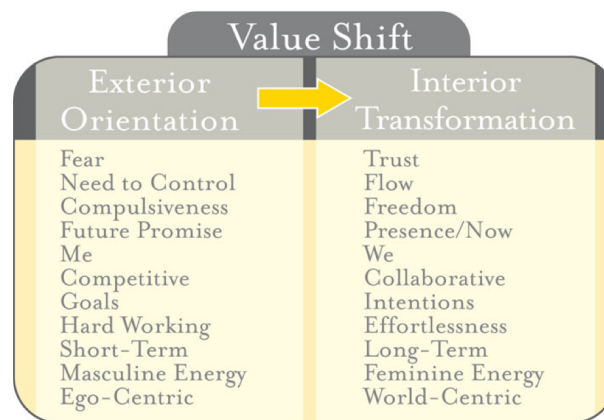 Value Shift
Exterior
Orientation
Interior
Transformation
Fear
Need to Control
Compulsiveness
Future Promise
Me
Competitive
Goals
Hard Working
Short-Term
Masculine Energy
Ego-Centric
Trust
Flow
Freedom
Presence/Now
We
Collaborative
Intentions
Effortlessness
Long-Term
Feminine Energy
World-Centric